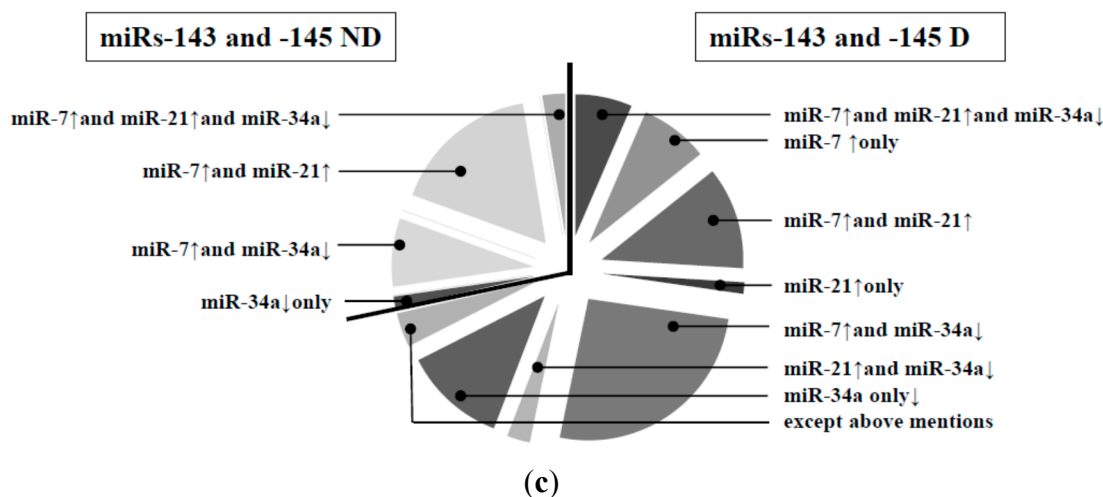 miRs-143 and -145 ND
miRs-143 and -145 D
miR-7↑and miR-21↑and miR-34a↓
miR-7↑and miR-21↑
miR-7↑and miR-34a↓
miR-34a↓only
miR-7↑and miR-21↑and miR-34a↓
miR-7 ↑only
miR-7↑and miR-21↑
miR-21↑only
miR-7↑and miR-34a↓
miR-21↑and miR-34a↓
miR-34a only↓
except above mentions
(c)